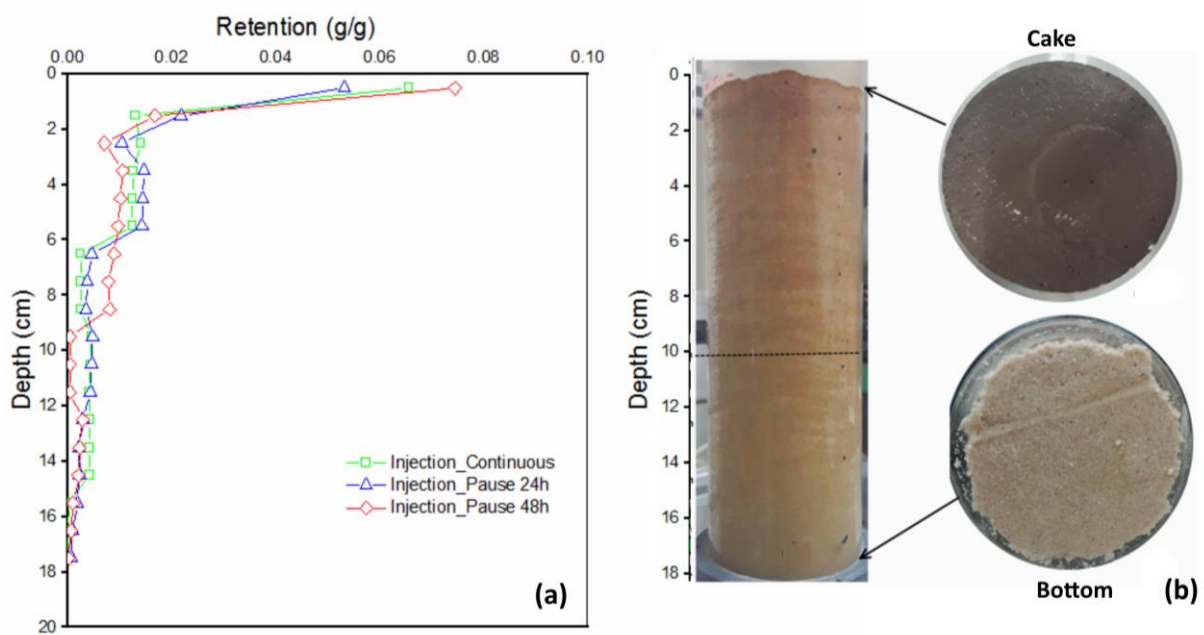 Retention (g/g)
0.00 0.02 0.04 0.06 0.08 0.10
0
2
4
6
8
10
12
14
16
18
20
Depth (cm)
Injection_Continuous
Injection_Pause 24h
Injection_Pause 48h
(a)
0
2
4
6
8
10
12
14
16
18
Depth (cm)
Cake
Bottom
(b)